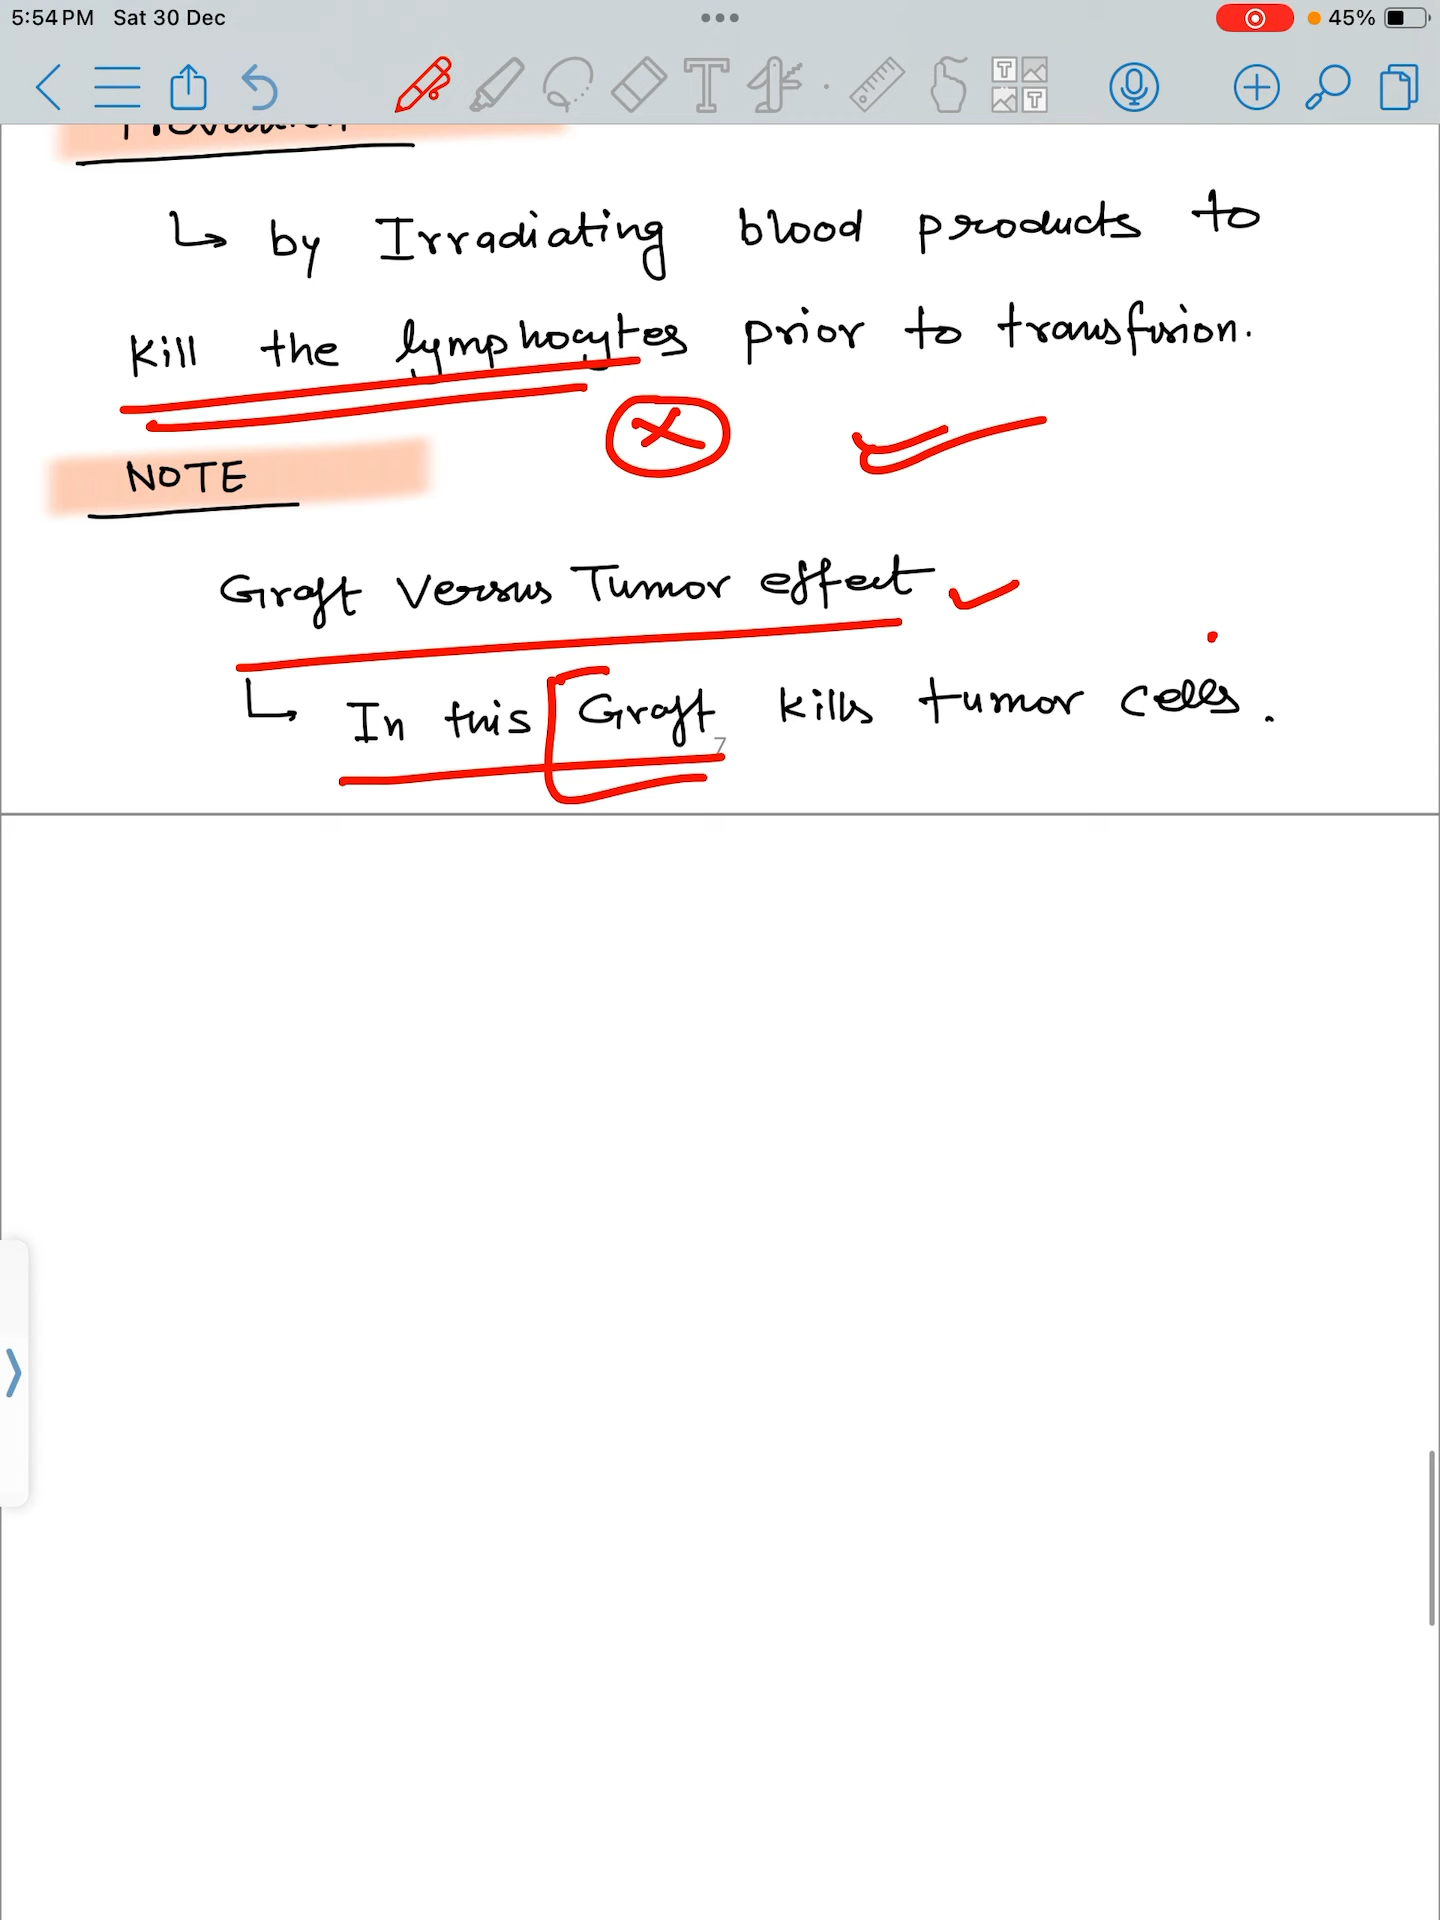 5:54 PM Sat 30 Dec
45%
↳ by Irradiating blood products to
kill the lymphocytes prior to transfusion.
NOTE
Graft Versus Tumor effect
↳ In this Graft kills tumor cells.
7